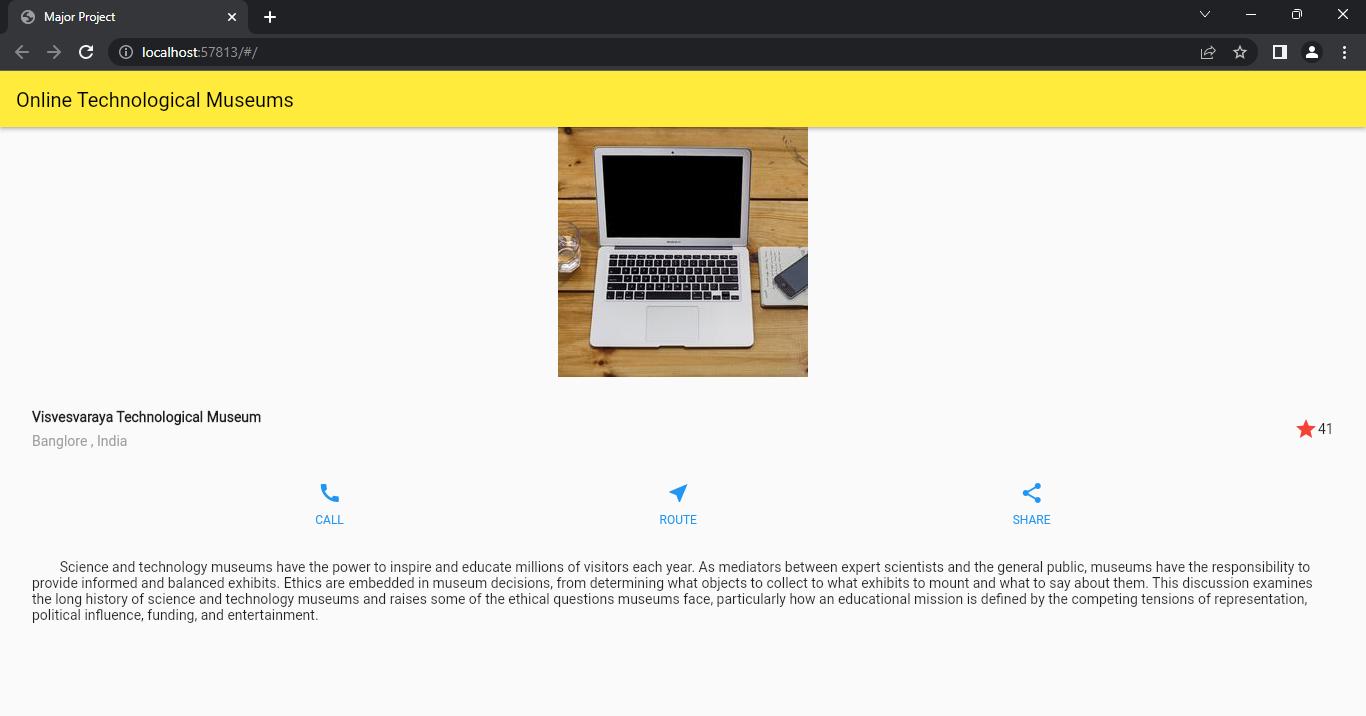 Major Project
localhost:57813/#/
Online Technological Museums
Visvesvaraya Technological Museum
Banglore , India
41
CALL
ROUTE
SHARE
Science and technology museums have the power to inspire and educate millions of visitors each year. As mediators between expert scientists and the general public, museums have the responsibility to
provide informed and balanced exhibits. Ethics are embedded in museum decisions, from determining what objects to collect to what exhibits to mount and what to say about them. This discussion examines
the long history of science and technology museums and raises some of the ethical questions museums face, particularly how an educational mission is defined by the competing tensions of representation,
political influence, funding, and entertainment.